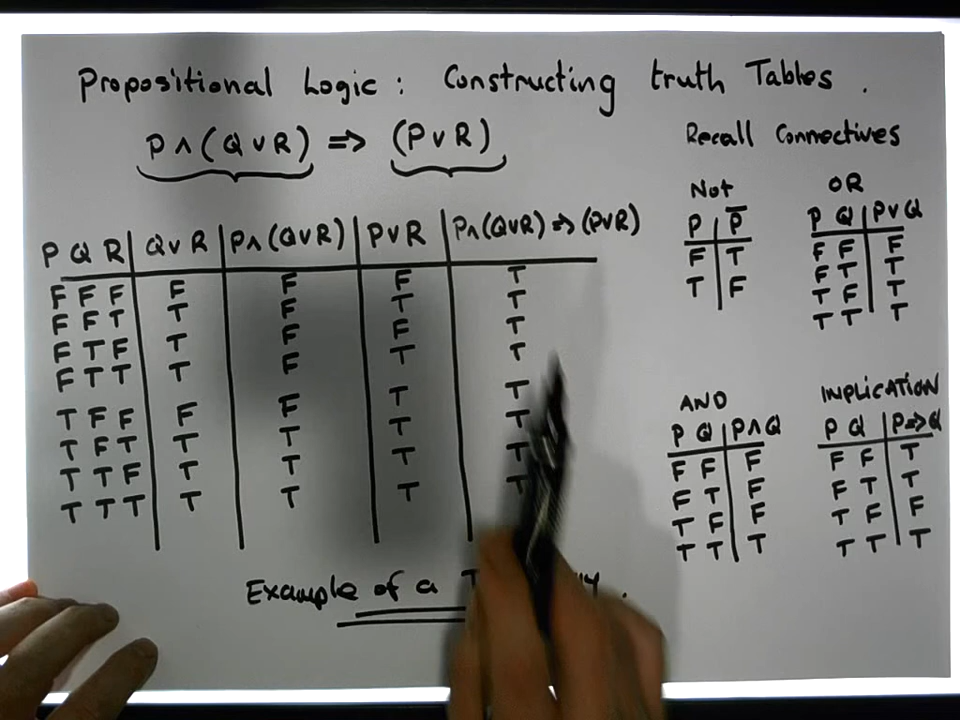 Propositional Logic : Constructing truth Tables .
P ∧ (Q ∨ R) => (P ∨ R)
P Q R | Q ∨ R | P ∧ (Q ∨ R) | P ∨ R | P ∧ (Q ∨ R) => (P ∨ R)
F F F | F | F | F | T
F F T | T | F | T | T
F T F | T | F | F | T
F T T | T | F | T | T
T F F | F | F | T | T
T F T | T | T | T | T
T T F | T | T | T | T
T T T | T | T | T | T
Example of a
Recall Connectives
Not
P | P̅
F | T
T | F
OR
P Q | P ∨ Q
F F | F
F T | T
T F | T
T T | T
AND
P Q | P ∧ Q
F F | F
F T | F
T F | F
T T | T
IMPLICATION
P Q | P => Q
F F | T
F T | T
T F | F
T T | T